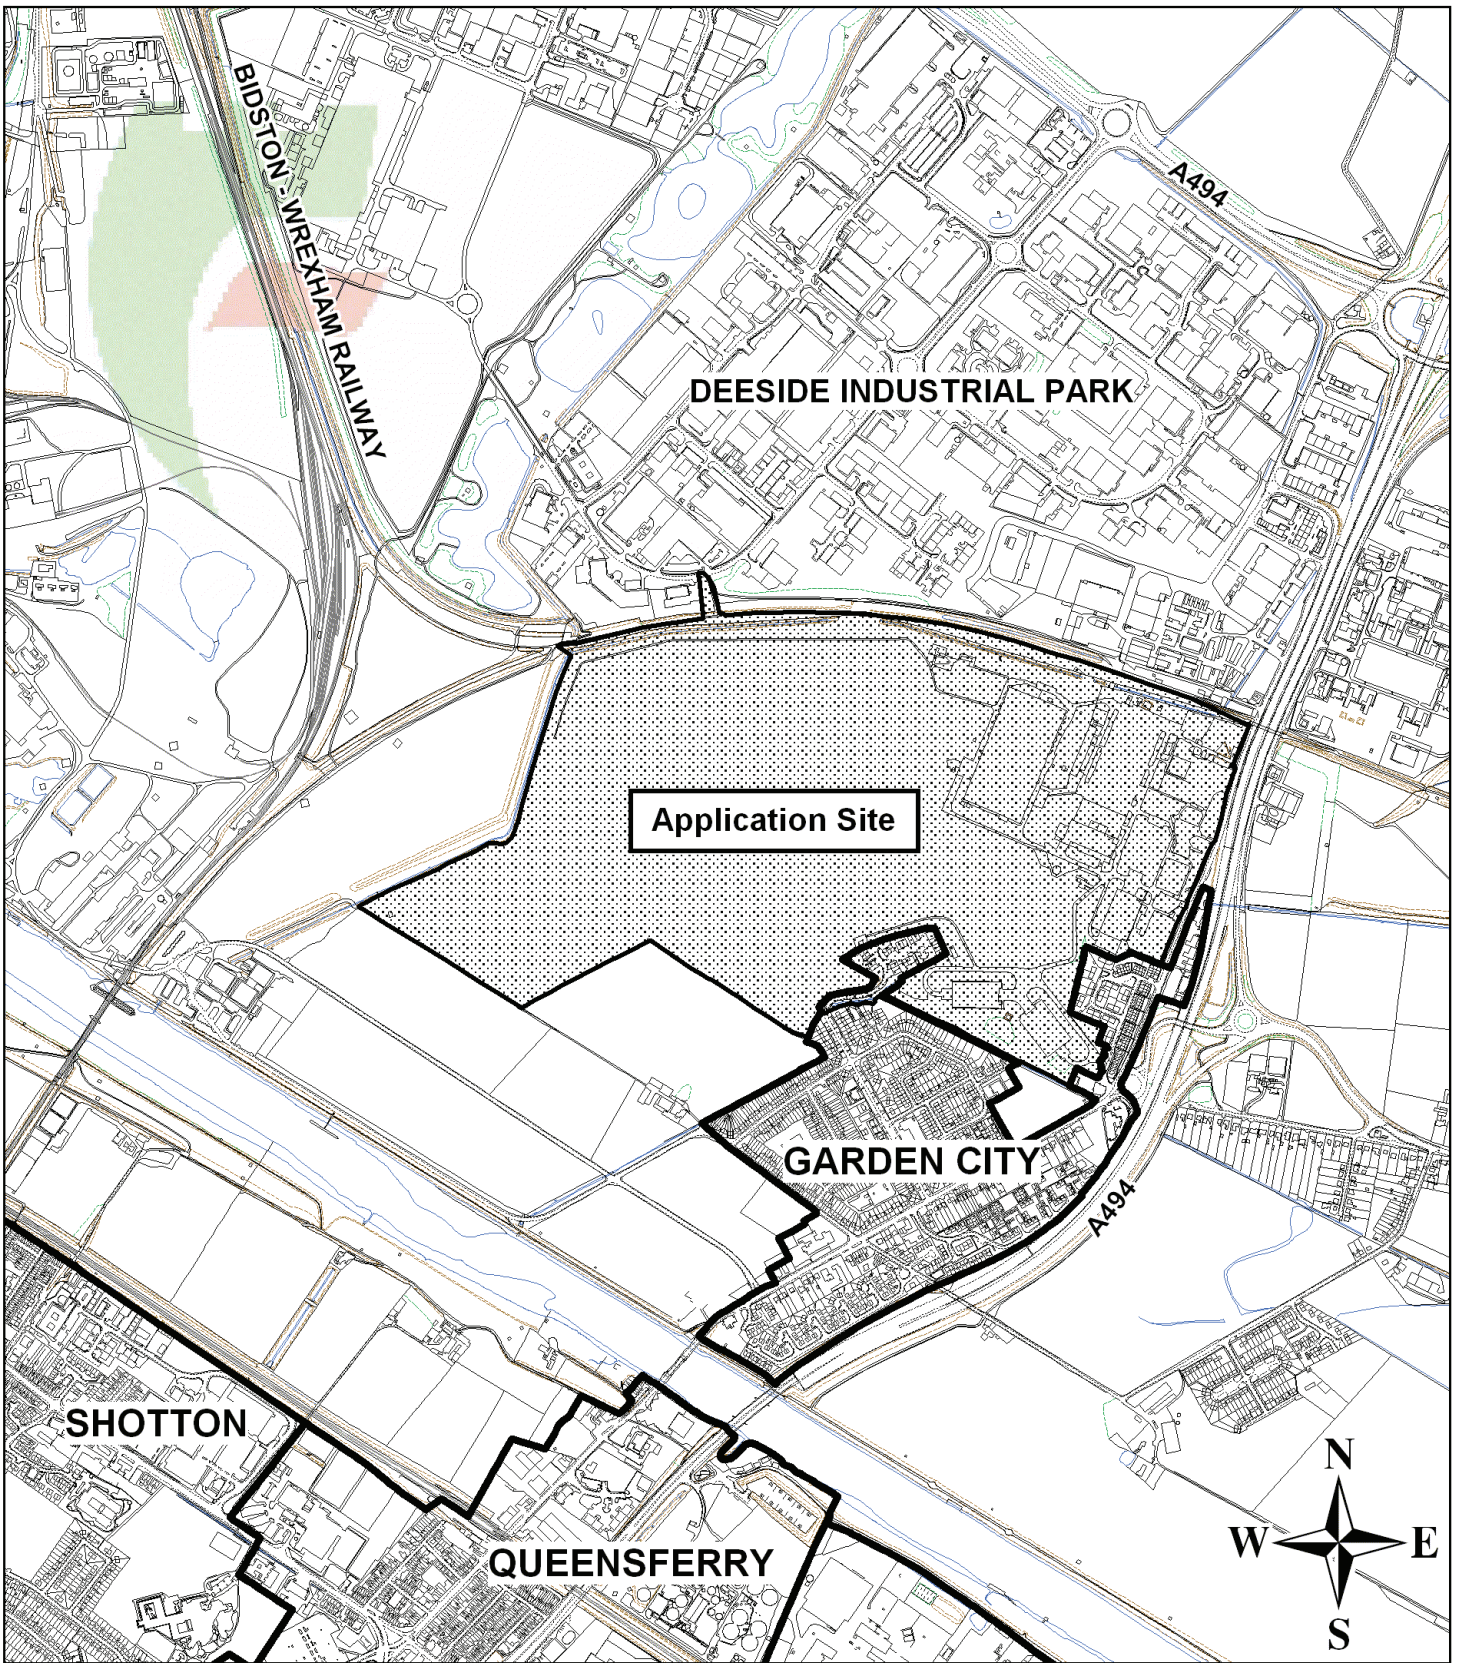 BIDSTON - WREXHAM RAILWAY
A494
DEESIDE INDUSTRIAL PARK
Application Site
GARDEN CITY
A494
SHOTTON
QUEENSFERRY
N
W
E
S